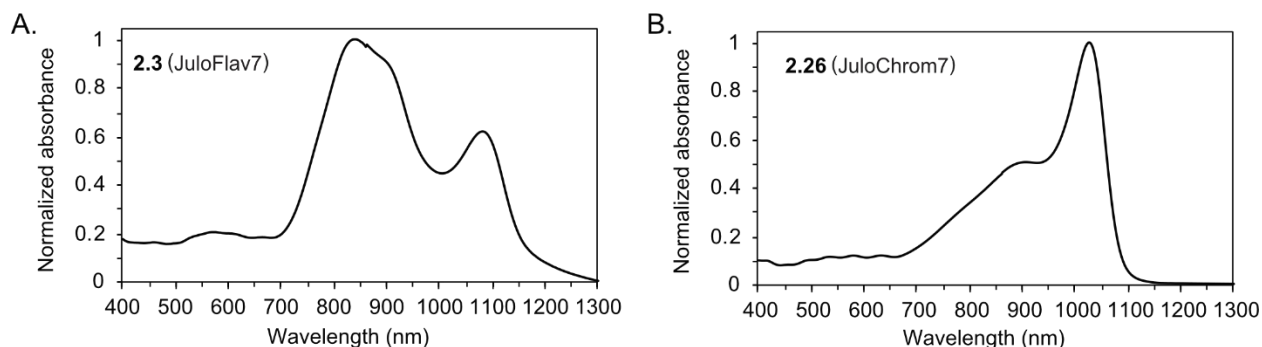 A.
2.3 (JuloFlav7)
Normalized absorbance
1
0.8
0.6
0.4
0.2
0
400 500 600 700 800 900 1000 1100 1200 1300
Wavelength (nm)
B.
2.26 (JuloChrom7)
Normalized absorbance
1
0.8
0.6
0.4
0.2
0
400 500 600 700 800 900 1000 1100 1200 1300
Wavelength (nm)